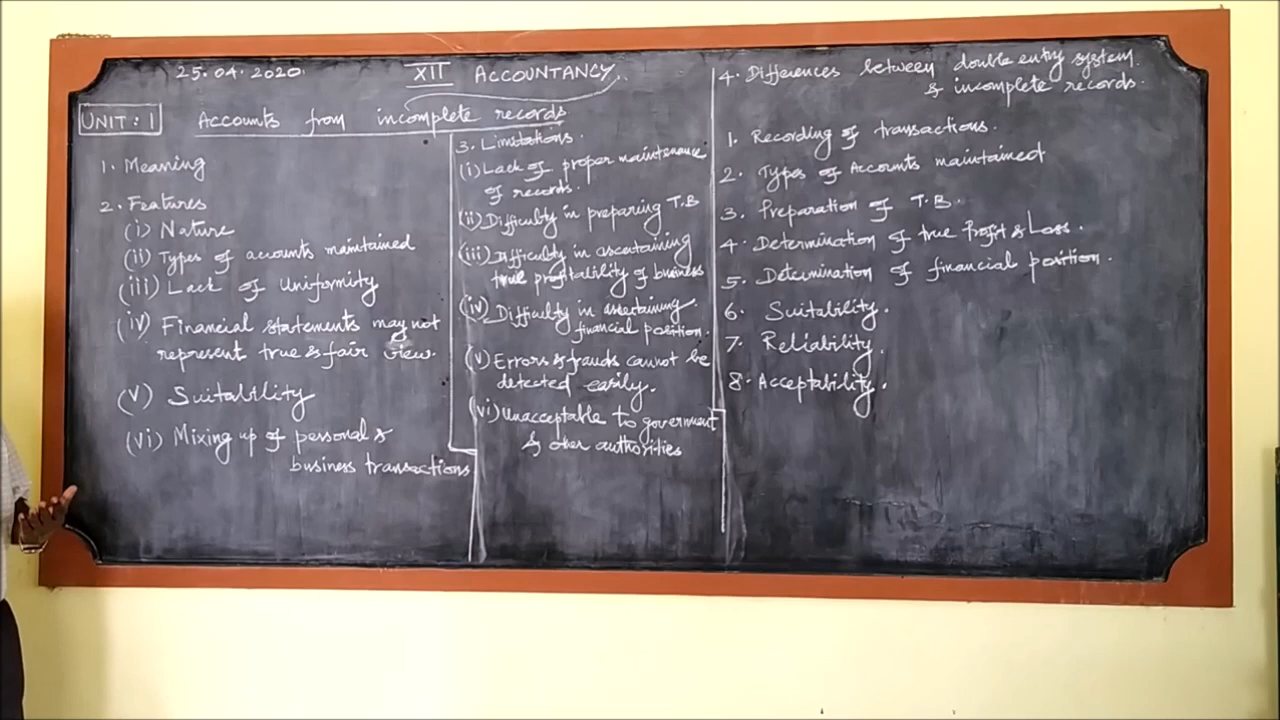 25.04.2020.
XII ACCOUNTANCY.
UNIT: 1 Accounts from incomplete records
1. Meaning
2. Features
(i) Nature
(ii) Types of accounts maintained
(iii) Lack of Uniformity
(iv) Financial statements may not
represent true & fair view.
(v) Suitability
(vi) Mixing up of personal &
business transactions
3. Limitations.
(i) Lack of proper maintenance
of records.
(ii) Difficulty in preparing T.B
(iii) Difficulty in ascertaining
true profitability of business
(iv) Difficulty in ascertaining
financial position.
(v) Errors & frauds cannot be
detected easily.
(vi) Unacceptable to government
& other authorities
4. Differences between double entry system
& incomplete records.
1. Recording of transactions.
2. Types of Accounts maintained
3. Preparation of T.B.
4. Determination of true Profit & Loss.
5. Determination of financial position.
6. Suitability.
7. Reliability.
8. Acceptability.